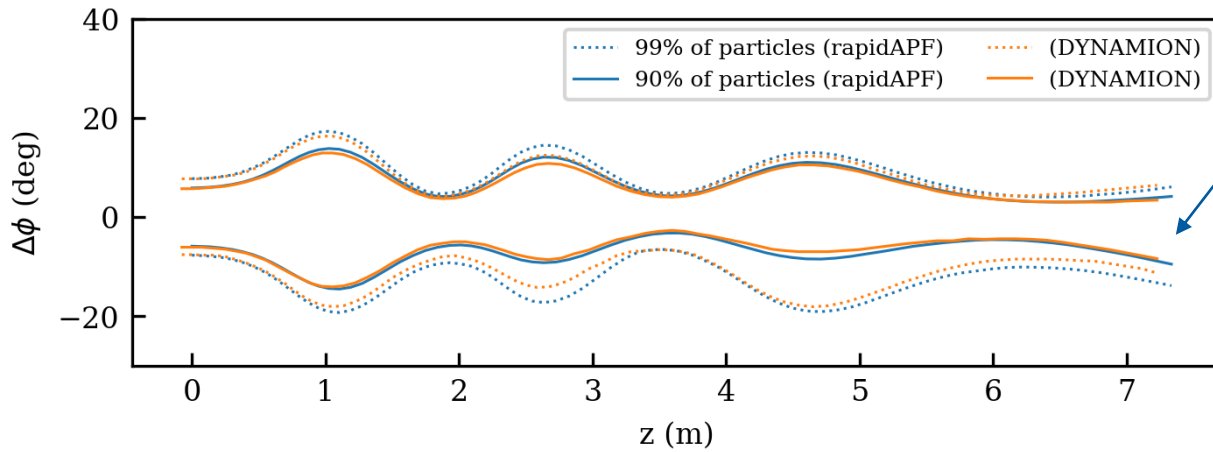 40
20
0
−20
Δϕ (deg)
99% of particles (rapidAPF) (DYNAMION)
90% of particles (rapidAPF) (DYNAMION)
0 1 2 3 4 5 6 7
z (m)